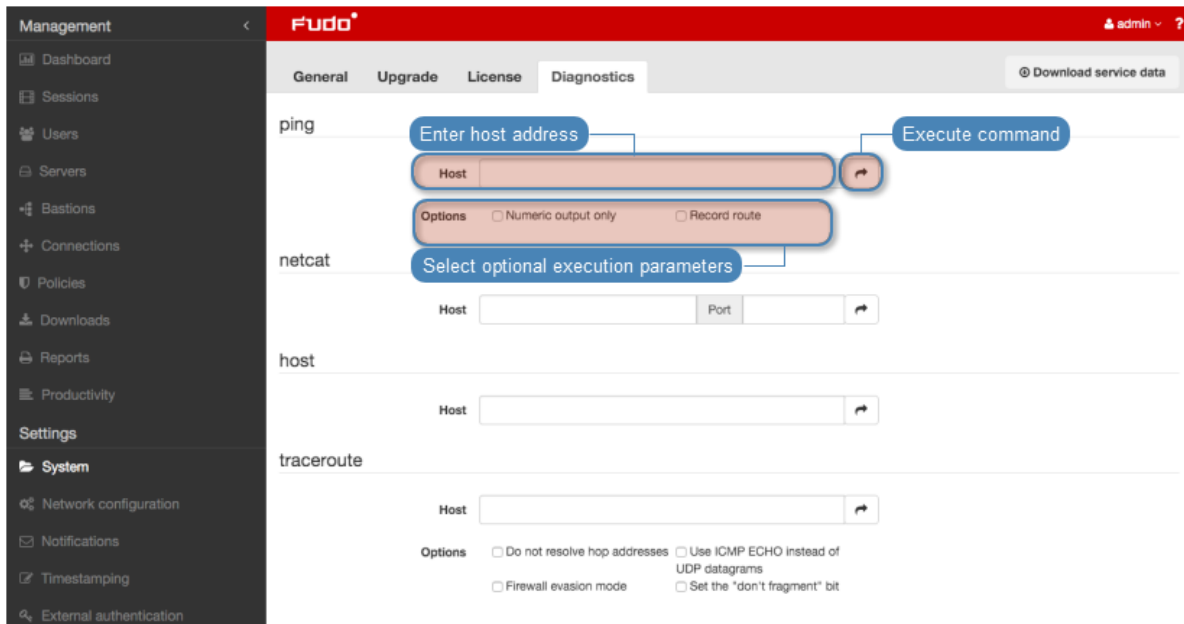 Management
Dashboard
Sessions
Users
Servers
Bastions
Connections
Policies
Downloads
Reports
Productivity
Settings
System
Network configuration
Notifications
Timestamping
External authentication
FUDO
admin ?
General Upgrade License Diagnostics
Download service data
ping
Enter host address
Execute command
Host
Options Numeric output only Record route
Select optional execution parameters
netcat
Host Port
host
Host
traceroute
Host
Options Do not resolve hop addresses Use ICMP ECHO instead of
UDP datagrams
Firewall evasion mode Set the "don't fragment" bit